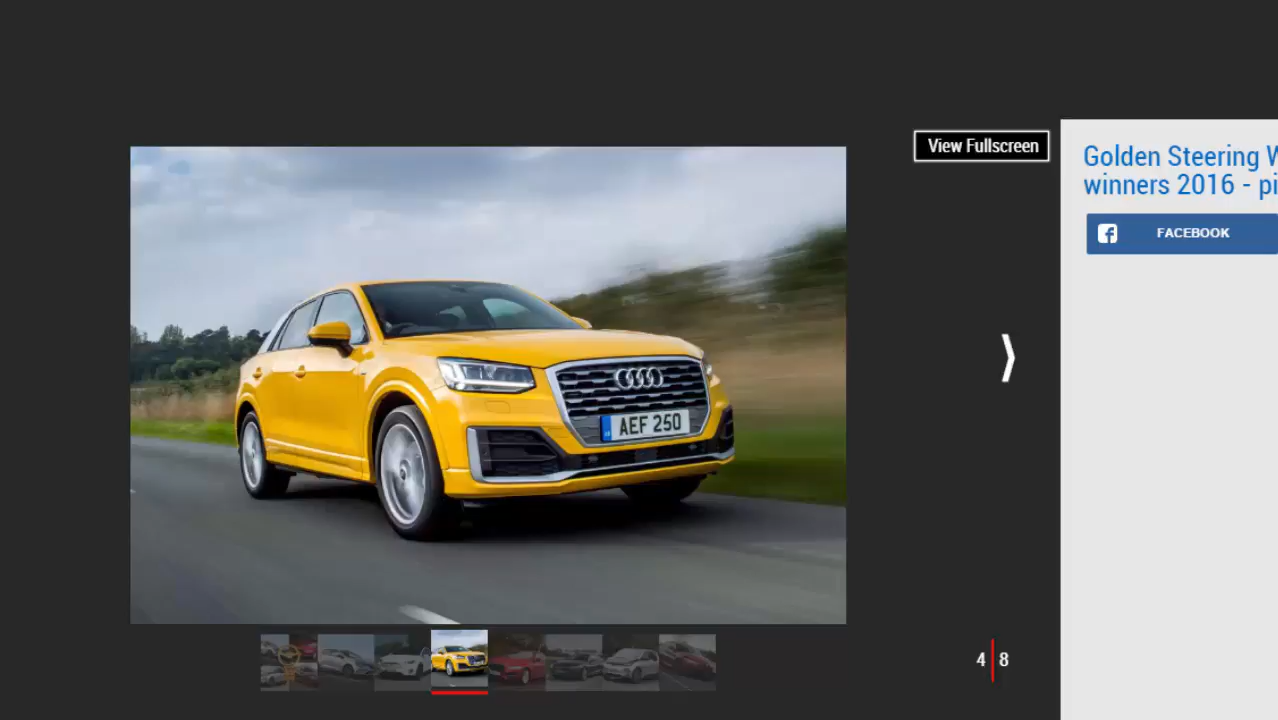 View Fullscreen
Golden Steering W
winners 2016 - pi
FACEBOOK
AEF 250
4 8